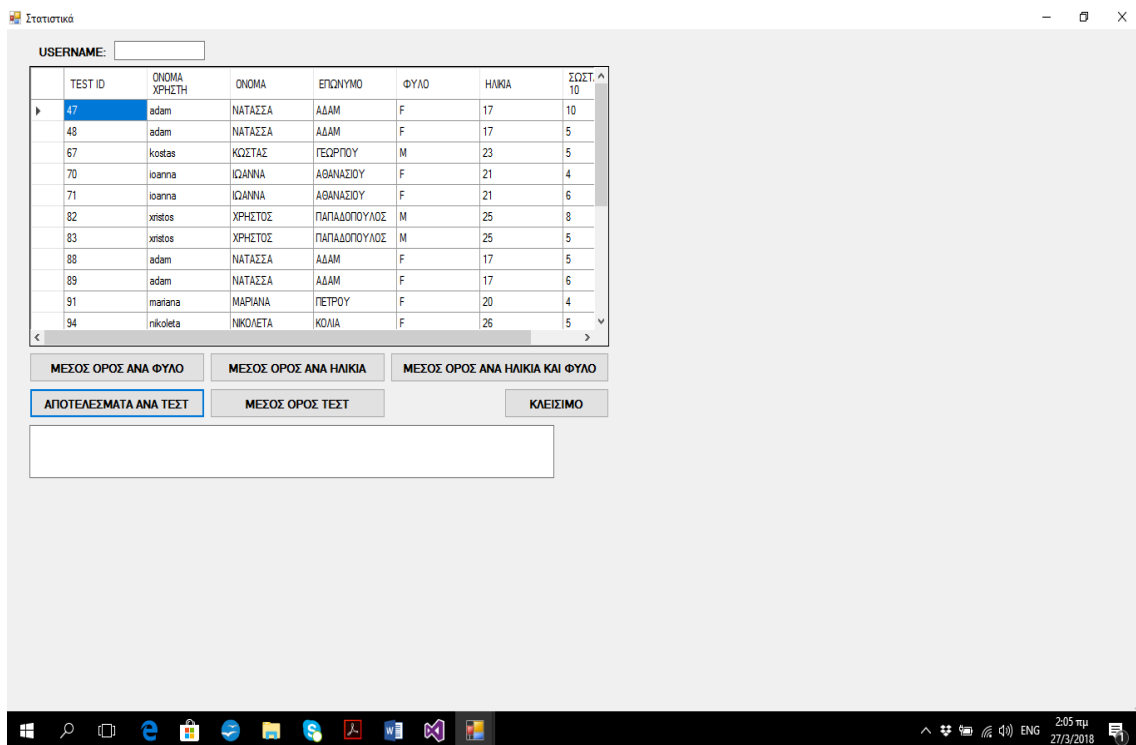 Στατιστικά
USERNAME:
TEST ID ΟΝΟΜΑ ΧΡΗΣΤΗ ΟΝΟΜΑ ΕΠΩΝΥΜΟ ΦΥΛΟ ΗΛΙΚΙΑ ΣΩΣΤ. 10
47 adam ΝΑΤΑΣΣΑ ΑΔΑΜ F 17 10
48 adam ΝΑΤΑΣΣΑ ΑΔΑΜ F 17 5
67 kostas ΚΩΣΤΑΣ ΓΕΩΡΓΙΟΥ M 23 5
70 ioanna ΙΩΑΝΝΑ ΑΘΑΝΑΣΙΟΥ F 21 4
71 ioanna ΙΩΑΝΝΑ ΑΘΑΝΑΣΙΟΥ F 21 6
82 xristos ΧΡΗΣΤΟΣ ΠΑΠΑΔΟΠΟΥΛΟΣ M 25 8
83 xristos ΧΡΗΣΤΟΣ ΠΑΠΑΔΟΠΟΥΛΟΣ M 25 5
88 adam ΝΑΤΑΣΣΑ ΑΔΑΜ F 17 5
89 adam ΝΑΤΑΣΣΑ ΑΔΑΜ F 17 6
91 mariana ΜΑΡΙΑΝΑ ΠΕΤΡΟΥ F 20 4
94 nikoleta ΝΙΚΟΛΕΤΑ ΚΟΛΙΑ F 26 5
ΜΕΣΟΣ ΟΡΟΣ ΑΝΑ ΦΥΛΟ ΜΕΣΟΣ ΟΡΟΣ ΑΝΑ ΗΛΙΚΙΑ ΜΕΣΟΣ ΟΡΟΣ ΑΝΑ ΗΛΙΚΙΑ ΚΑΙ ΦΥΛΟ
ΑΠΟΤΕΛΕΣΜΑΤΑ ΑΝΑ ΤΕΣΤ ΜΕΣΟΣ ΟΡΟΣ ΤΕΣΤ ΚΛΕΙΣΙΜΟ
ENG 2:05 πμ
27/3/2018